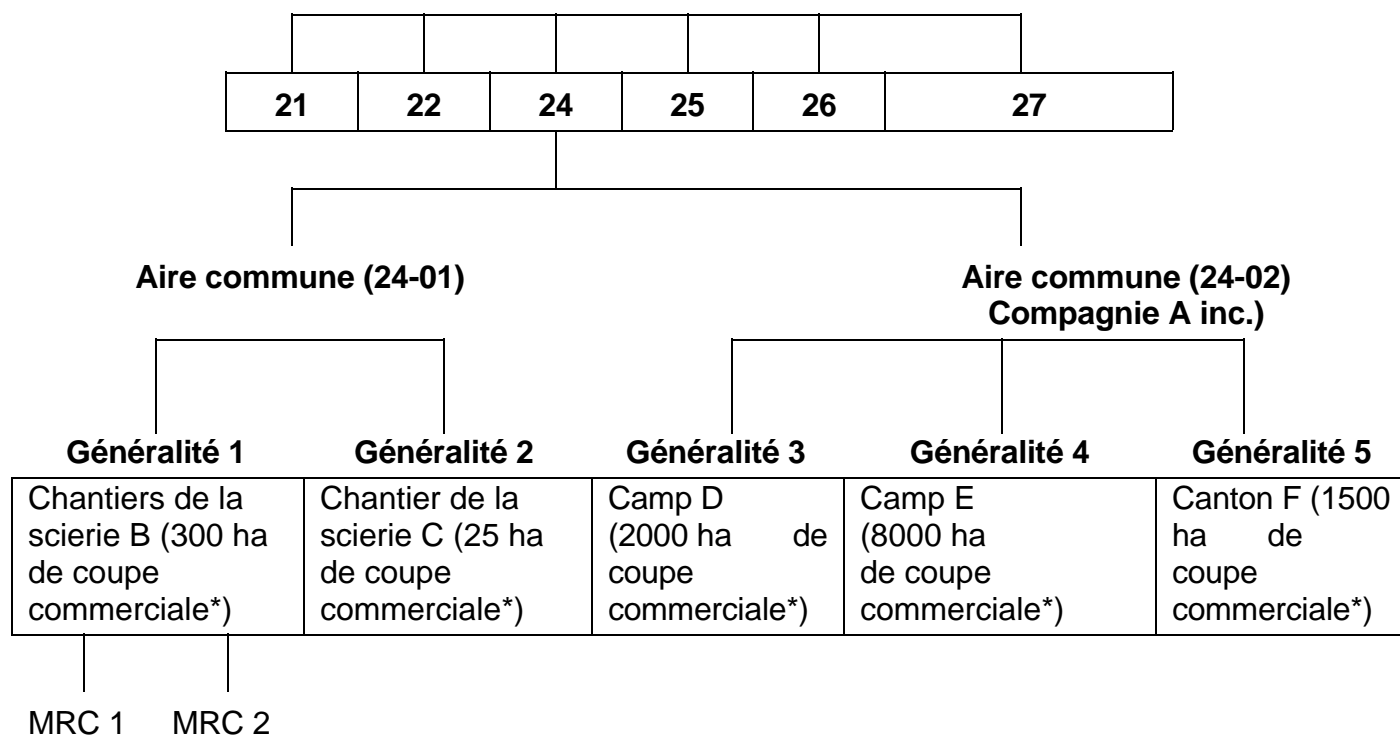 21 22 24 25 26 27
Aire commune (24-01)
Aire commune (24-02)
Compagnie A inc.)
Généralité 1 Généralité 2 Généralité 3 Généralité 4 Généralité 5
Chantiers de la
scierie B (300 ha
de coupe
commerciale*)
Chantier de la
scierie C (25 ha
de coupe
commerciale*)
Camp D
(2000 ha de
coupe
commerciale*)
Camp E
(8000 ha
de coupe
commerciale*)
Canton F (1500
ha de
coupe
commerciale*)
MRC 1 MRC 2